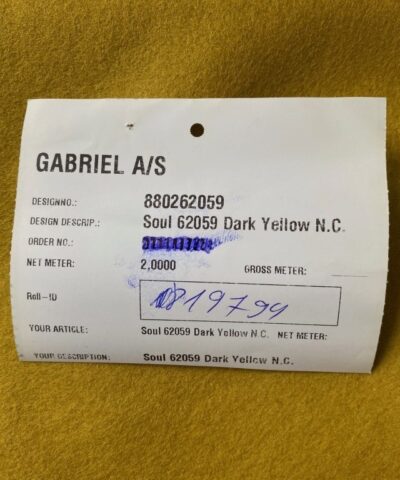 GABRIEL A/S
DESIGNNO.: 880262059
DESIGN DESCRIP.: Soul 62059 Dark Yellow N.C.
ORDER NO.:
NET METER: 2,0000 GROSS METER:
Roll-ID 0819794
YOUR ARTICLE: Soul 62059 Dark Yellow N.C. NET METER:
YOUR DESCRIPTION: Soul 62059 Dark Yellow N.C.